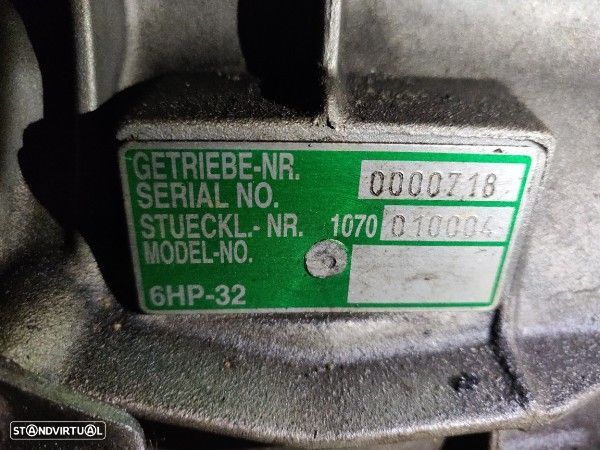 GETRIEBE-NR.
SERIAL NO. 0000718
STUECKL.- NR. 1070 010004
MODEL-NO.
6HP-32
STANDVIRTUAL